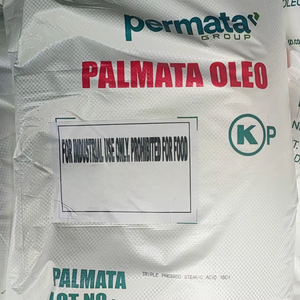 permata
GROUP
PALMATA OLEO
FOR INDUSTRIAL USE ONLY PROHIBITED FOR FOOD
K P
TRIPLE PRESSED STEARIC ACID 1801
PALMATA
LOT NO